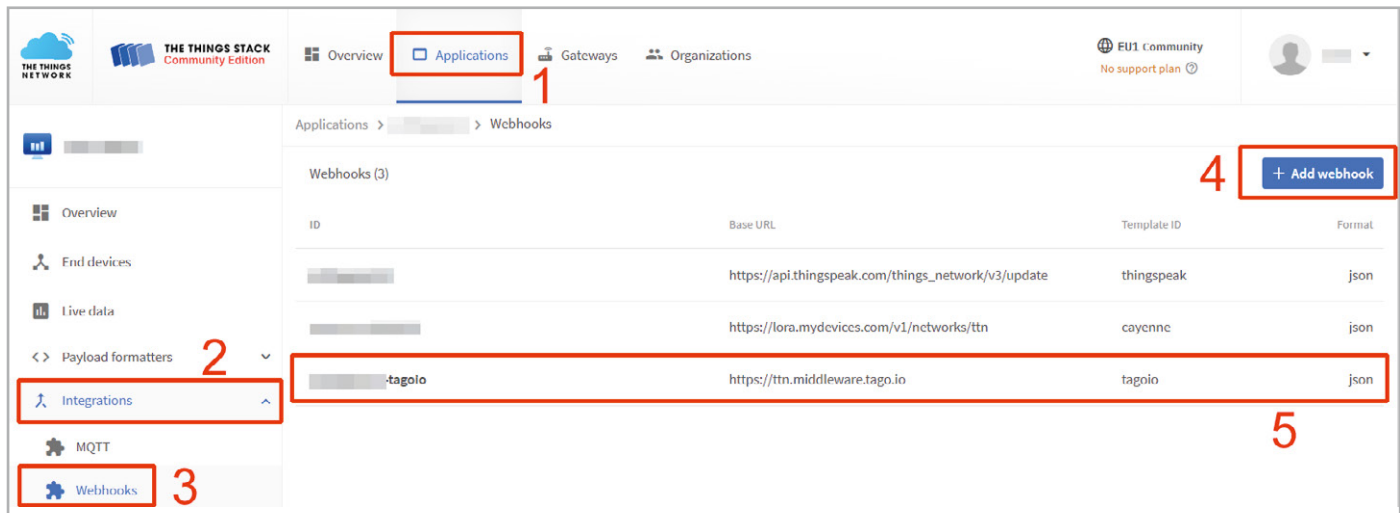 THE THINGS NETWORK
THE THINGS STACK
Community Edition
Overview
Applications
Gateways
Organizations
EU1 Community
No support plan
1
Applications > > Webhooks
Webhooks (3)
4
+ Add webhook
Overview
End devices
Live data
<> Payload formatters
2
Integrations
MQTT
Webhooks
3
ID Base URL Template ID Format
https://api.thingspeak.com/things_network/v3/update thingspeak json
https://lora.mydevices.com/v1/networks/ttn cayenne json
-tagoio https://ttn.middleware.tago.io tagoio json
5